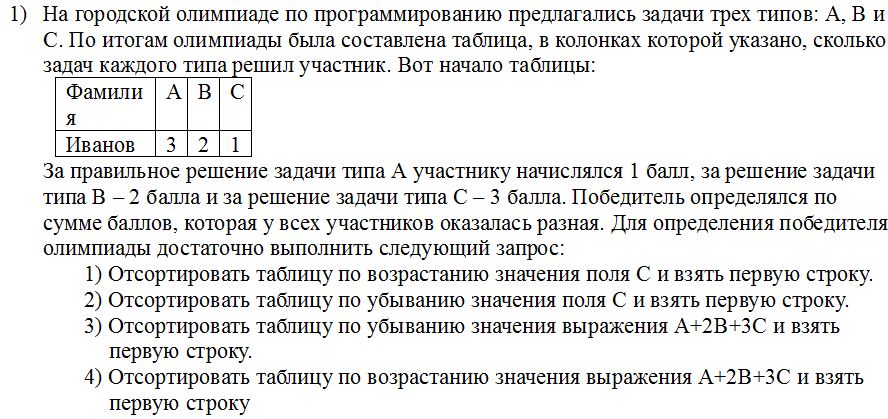 1) На городской олимпиаде по программированию предлагались задачи трех типов: A, B и
C. По итогам олимпиады была составлена таблица, в колонках которой указано, сколько
задач каждого типа решил участник. Вот начало таблицы:
Фамили A B C
я
Иванов 3 2 1
За правильное решение задачи типа А участнику начислялся 1 балл, за решение задачи
типа В – 2 балла и за решение задачи типа С – 3 балла. Победитель определялся по
сумме баллов, которая у всех участников оказалась разная. Для определения победителя
олимпиады достаточно выполнить следующий запрос:
1) Отсортировать таблицу по возрастанию значения поля С и взять первую строку.
2) Отсортировать таблицу по убыванию значения поля С и взять первую строку.
3) Отсортировать таблицу по убыванию значения выражения А+2В+3С и взять
первую строку.
4) Отсортировать таблицу по возрастанию значения выражения А+2В+3С и взять
первую строку